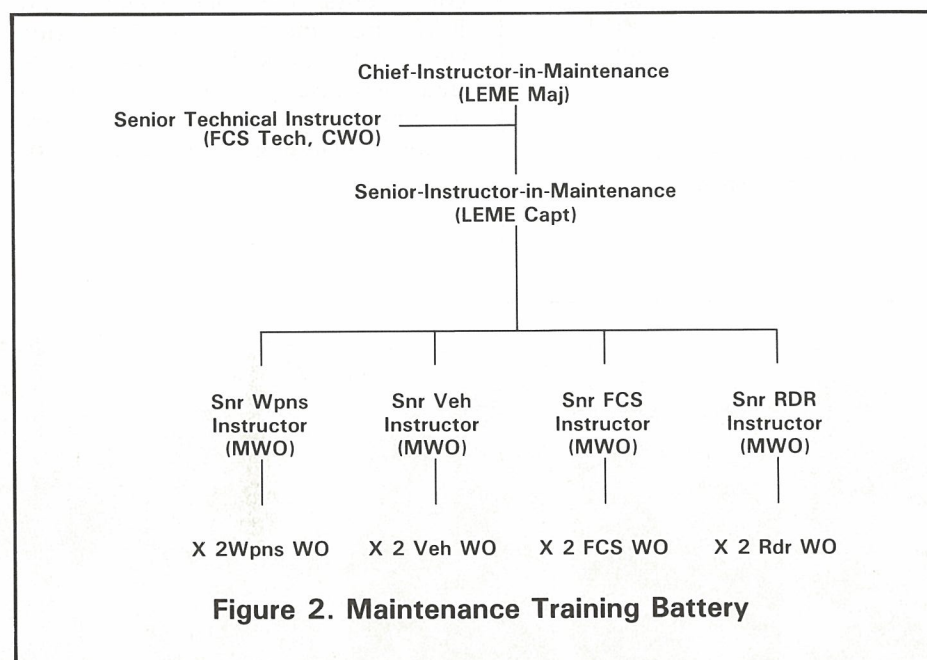 Chief-Instructor-in-Maintenance
(LEME Maj)
Senior Technical Instructor
(FCS Tech, CWO)
Senior-Instructor-in-Maintenance
(LEME Capt)
Snr Wpns
Instructor
(MWO)
Snr Veh
Instructor
(MWO)
Snr FCS
Instructor
(MWO)
Snr RDR
Instructor
(MWO)
X 2Wpns WO
X 2 Veh WO
X 2 FCS WO
X 2 Rdr WO
Figure 2. Maintenance Training Battery